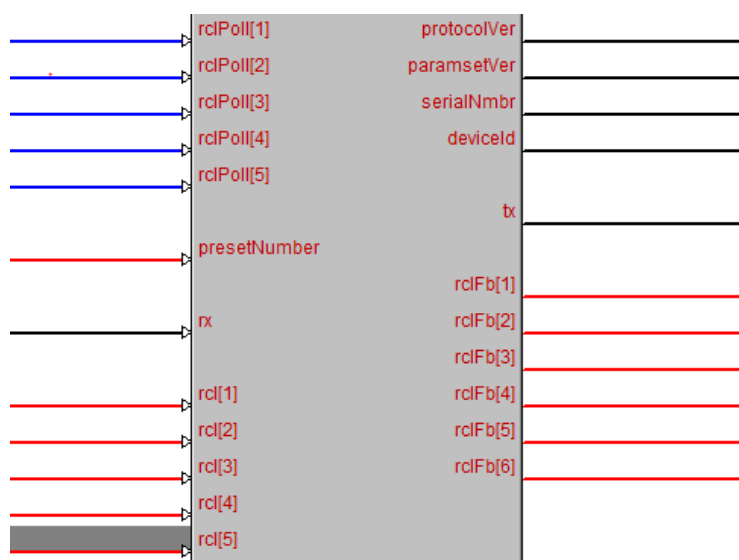 rclPoll[1]
rclPoll[2]
rclPoll[3]
rclPoll[4]
rclPoll[5]
presetNumber
rx
rcl[1]
rcl[2]
rcl[3]
rcl[4]
rcl[5]
protocolVer
paramsetVer
serialNmbr
deviceId
tx
rclFb[1]
rclFb[2]
rclFb[3]
rclFb[4]
rclFb[5]
rclFb[6]